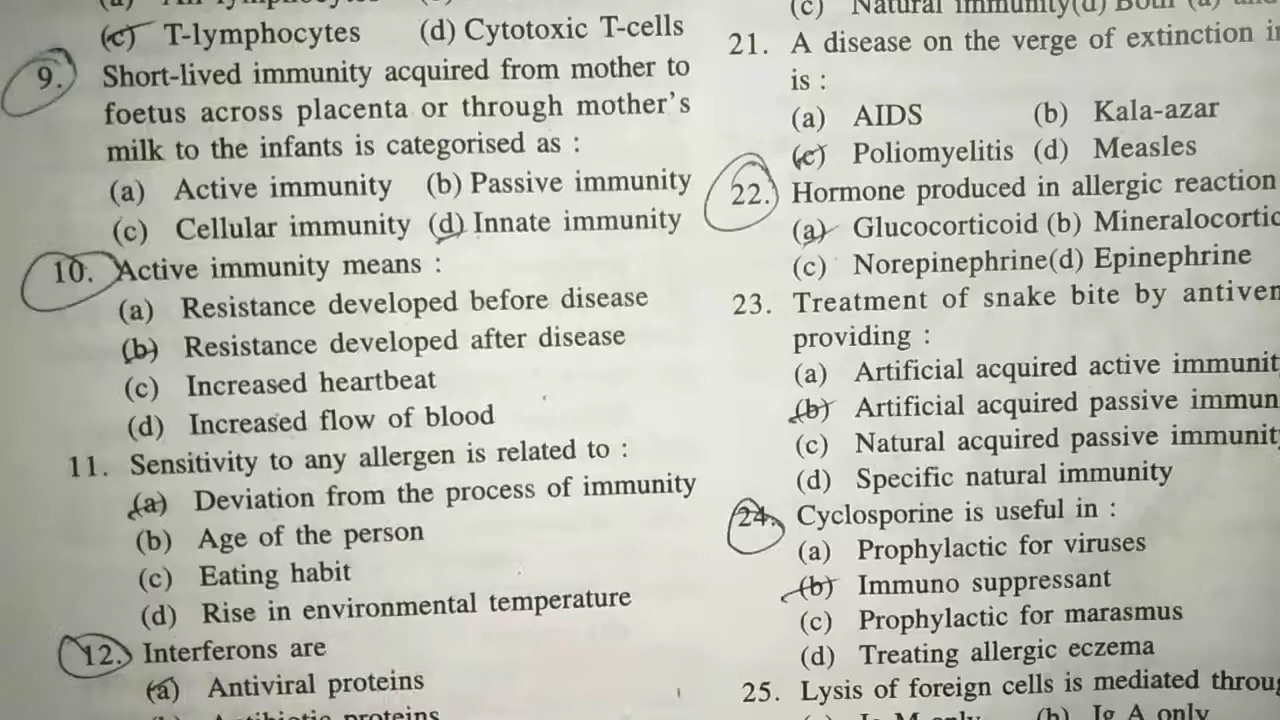 (c) T-lymphocytes (d) Cytotoxic T-cells
9. Short-lived immunity acquired from mother to
foetus across placenta or through mother's
milk to the infants is categorised as :
(a) Active immunity (b) Passive immunity
(c) Cellular immunity (d) Innate immunity
10. Active immunity means :
(a) Resistance developed before disease
(b) Resistance developed after disease
(c) Increased heartbeat
(d) Increased flow of blood
11. Sensitivity to any allergen is related to :
(a) Deviation from the process of immunity
(b) Age of the person
(c) Eating habit
(d) Rise in environmental temperature
12. Interferons are
(a) Antiviral proteins
(c) Natural immunity (d) Both (a) and
21. A disease on the verge of extinction
is :
(a) AIDS (b) Kala-azar
(c) Poliomyelitis (d) Measles
22. Hormone produced in allergic reaction
(a) Glucocorticoid (b) Mineralocortic
(c) Norepinephrine(d) Epinephrine
23. Treatment of snake bite by antiven
providing :
(a) Artificial acquired active immunit
(b) Artificial acquired passive immun
(c) Natural acquired passive immunit
(d) Specific natural immunity
24. Cyclosporine is useful in :
(a) Prophylactic for viruses
(b) Immuno suppressant
(c) Prophylactic for marasmus
(d) Treating allergic eczema
25. Lysis of foreign cells is mediated throug
(b) Ig A only